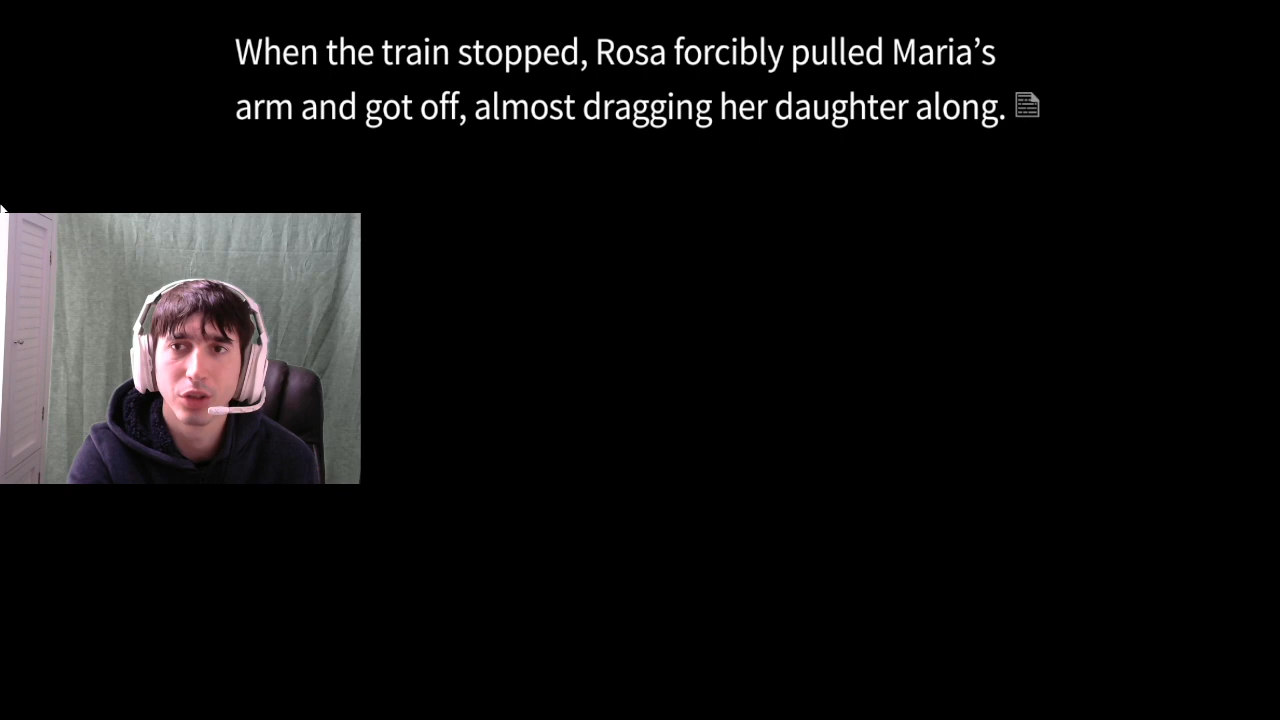 When the train stopped, Rosa forcibly pulled Maria’s
arm and got off, almost dragging her daughter along.